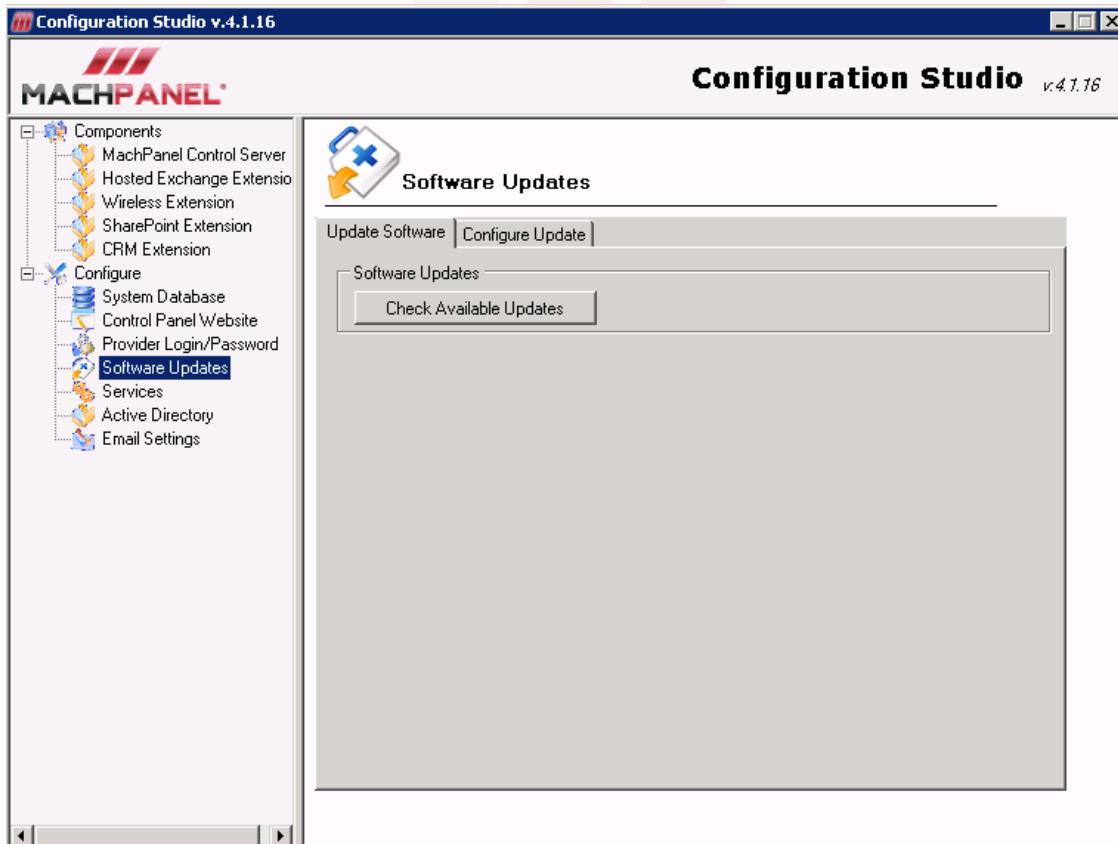 Configuration Studio v.4.1.16
MACHPANEL
Configuration Studio v.4.1.16
Components
MachPanel Control Server
Hosted Exchange Extensio
Wireless Extension
SharePoint Extension
CRM Extension
Configure
System Database
Control Panel Website
Provider Login/Password
Software Updates
Services
Active Directory
Email Settings
Software Updates
Update Software
Configure Update
Software Updates
Check Available Updates